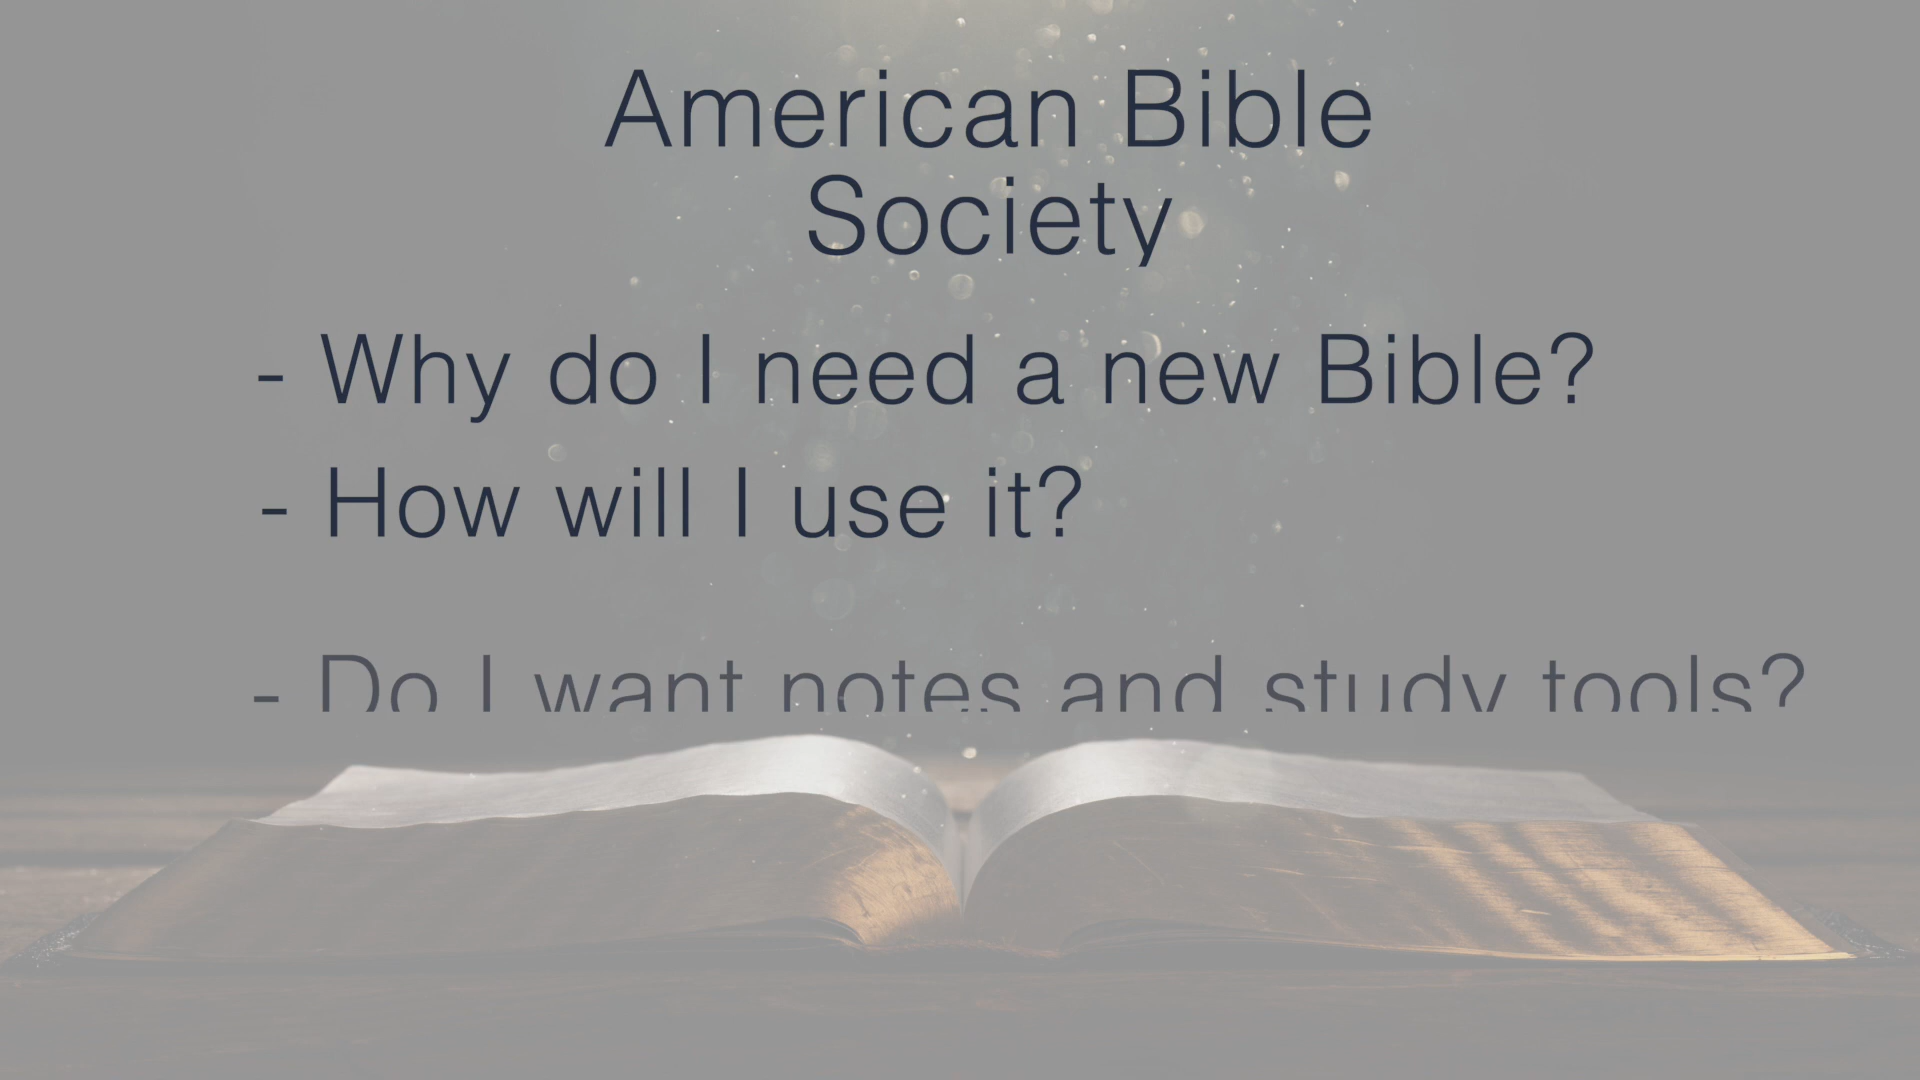 American Bible
Society
- Why do I need a new Bible?
- How will I use it?
- Do I want notes and study tools?